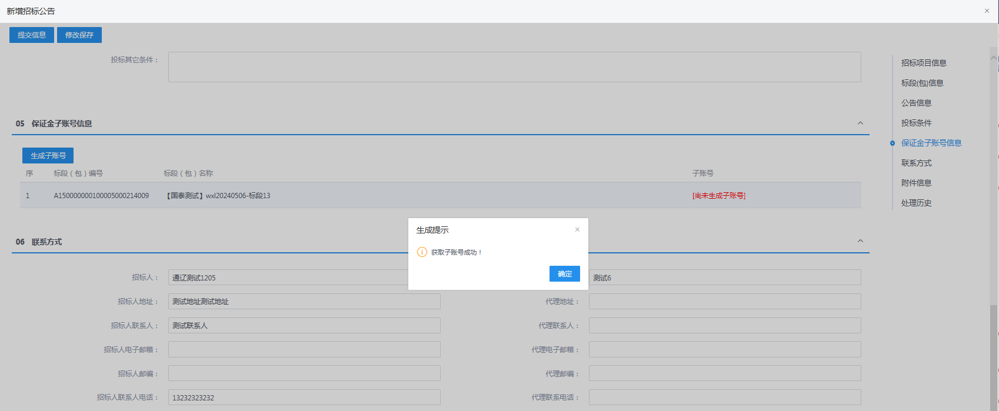 新增招标公告
提交信息 修改保存
投标其它条件：
招标项目信息
标段(包)信息
公告信息
投标条件
保证金子账号信息
联系方式
附件信息
处理历史
05 保证金子账号信息
生成子账号
序 标段（包）编号 标段（包）名称 子账号
1 A150000000100005000214009 【国泰测试】wxl20240506-标段13 [尚未生成子账号]
生成提示
获取子账号成功！
确定
06 联系方式
招标人： 通辽测试1205 测试6
招标人地址： 测试地址测试地址 代理地址：
招标人联系人： 测试联系人 代理联系人：
招标人电子邮箱： 代理电子邮箱：
招标人邮编： 代理邮编：
招标人联系人电话： 13232323232 代理联系电话：